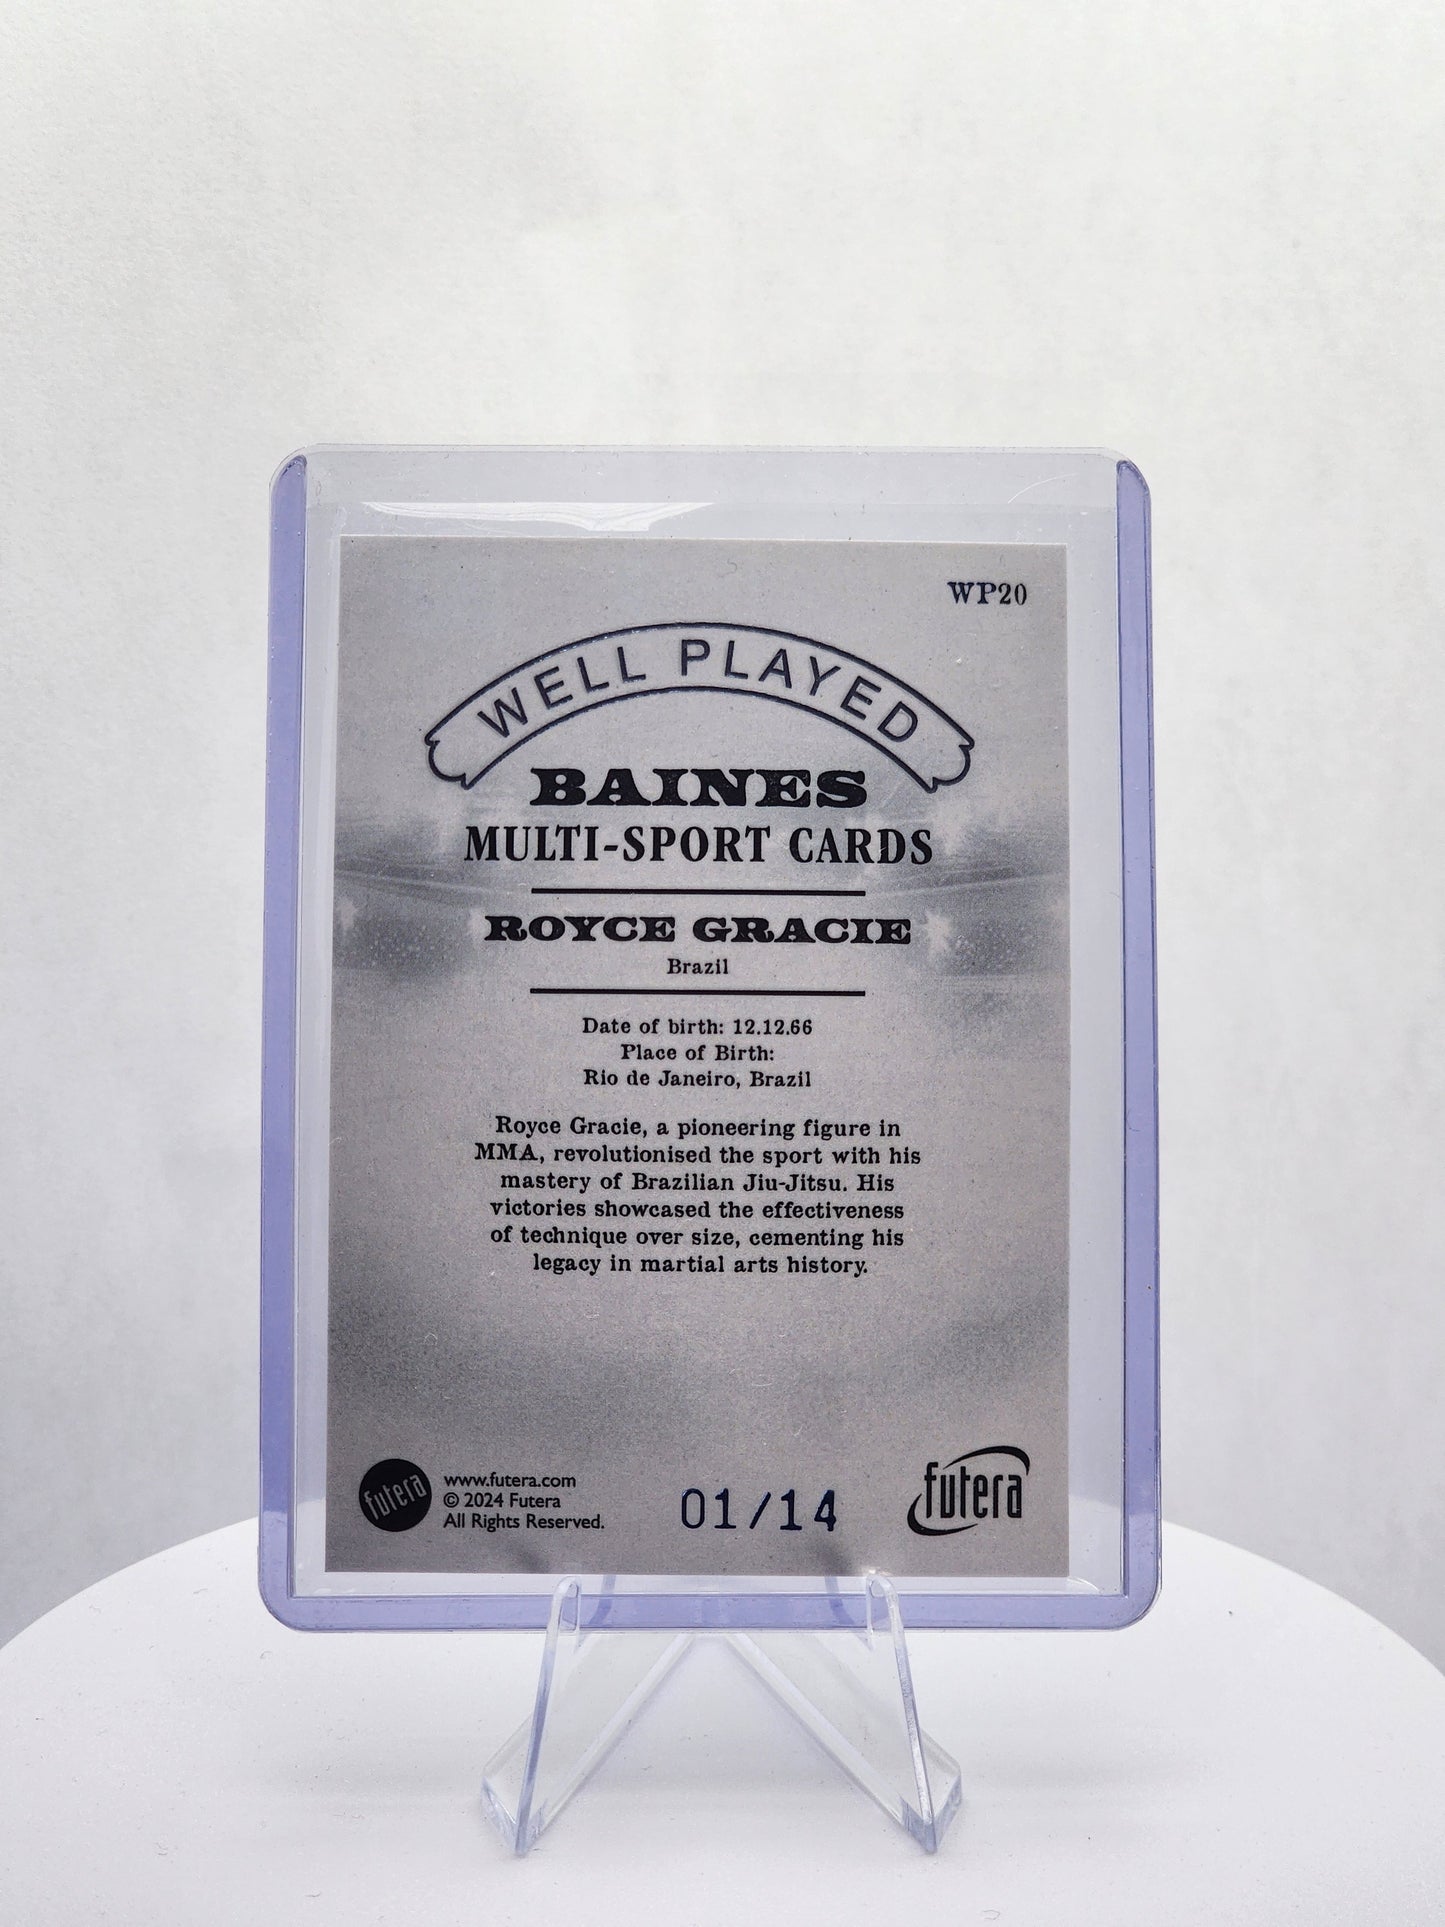 WP20
WELL PLAYED
BAINES
MULTI-SPORT CARDS
ROYCE GRACIE
Brazil
Date of birth: 12.12.66
Place of Birth:
Rio de Janeiro, Brazil
Royce Gracie, a pioneering figure in
MMA, revolutionised the sport with his
mastery of Brazilian Jiu-Jitsu. His
victories showcased the effectiveness
of technique over size, cementing his
legacy in martial arts history.
futera
www.futera.com
© 2024 Futera
All Rights Reserved.
01/14
futera